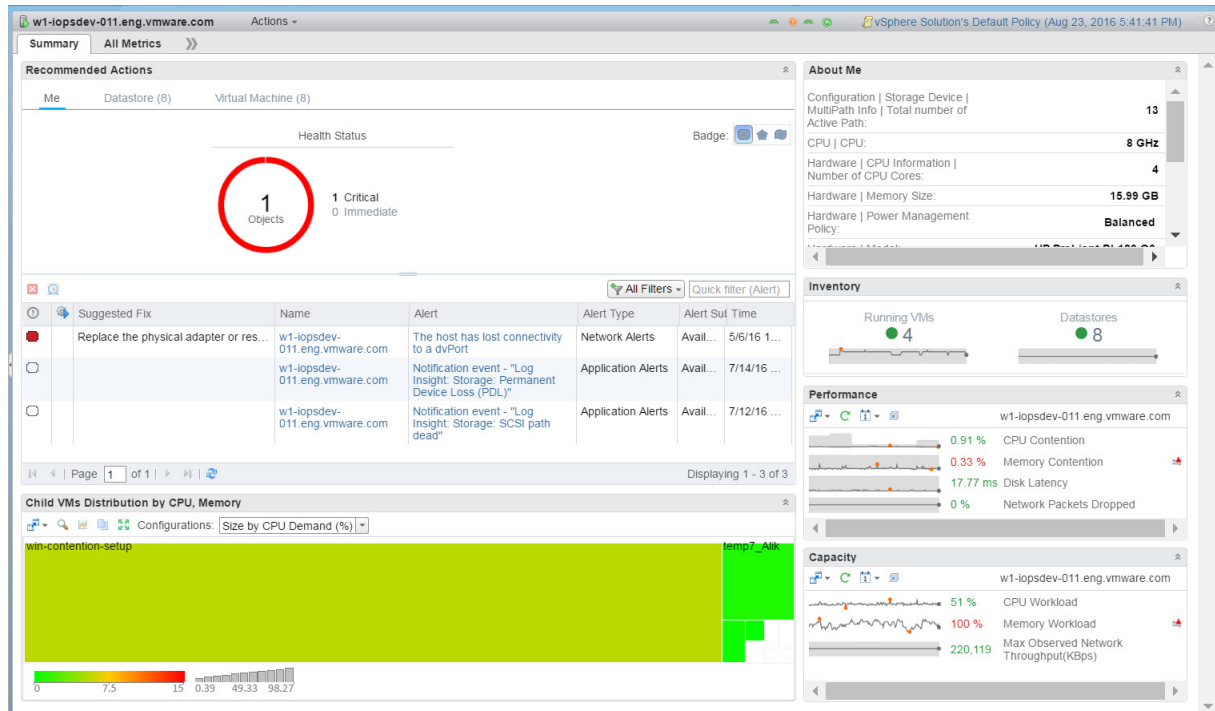 w1-iopsdev-011.eng.vmware.com Actions vSphere Solution's Default Policy (Aug 23, 2016 5:41:41 PM) ?
Summary All Metrics
Recommended Actions
Me Datastore (8) Virtual Machine (8)
Health Status
Badge:
1
Objects
1 Critical
0 Immediate
All Filters Quick filter (Alert)
Suggested Fix Name Alert Alert Type Alert Sul Time
Replace the physical adapter or res... w1-iopsdev-011.eng.vmware.com The host has lost connectivity to a dvPort Network Alerts Avail... 5/6/16 1...
w1-iopsdev-011.eng.vmware.com Notification event - "Log Insight: Storage: Permanent Device Loss (PDL)" Application Alerts Avail... 7/14/16 ...
w1-iopsdev-011.eng.vmware.com Notification event - "Log Insight: Storage: SCSI path dead" Application Alerts Avail... 7/12/16 ...
Page 1 of 1 Displaying 1 - 3 of 3
Child VMs Distribution by CPU, Memory
Configurations: Size by CPU Demand (%)
win-contention-setup temp7_Alik
0 7.5 15 0.39 49.33 98.27
About Me
Configuration | Storage Device |
MultiPath Info | Total number of 13
Active Path:
CPU | CPU: 8 GHz
Hardware | CPU Information |
Number of CPU Cores: 4
Hardware | Memory Size: 15.99 GB
Hardware | Power Management
Policy: Balanced
Inventory
Running VMs Datastores
4 8
Performance
1 w1-iopsdev-011.eng.vmware.com
0.91 % CPU Contention
0.33 % Memory Contention
17.77 ms Disk Latency
0 % Network Packets Dropped
Capacity
1 w1-iopsdev-011.eng.vmware.com
51 % CPU Workload
100 % Memory Workload
220,119 Max Observed Network
Throughput(KBps)